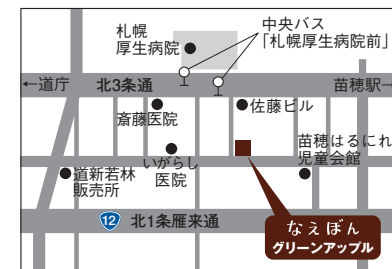 札幌
厚生病院
中央バス
「札幌厚生病院前」
←道庁
北3条通
苗穂駅→
斎藤医院
佐藤ビル
いがらし
医院
苗穂はるにれ
児童会館
道新若林
販売所
12
北1条雁来通
なえぼん
グリーンアップル